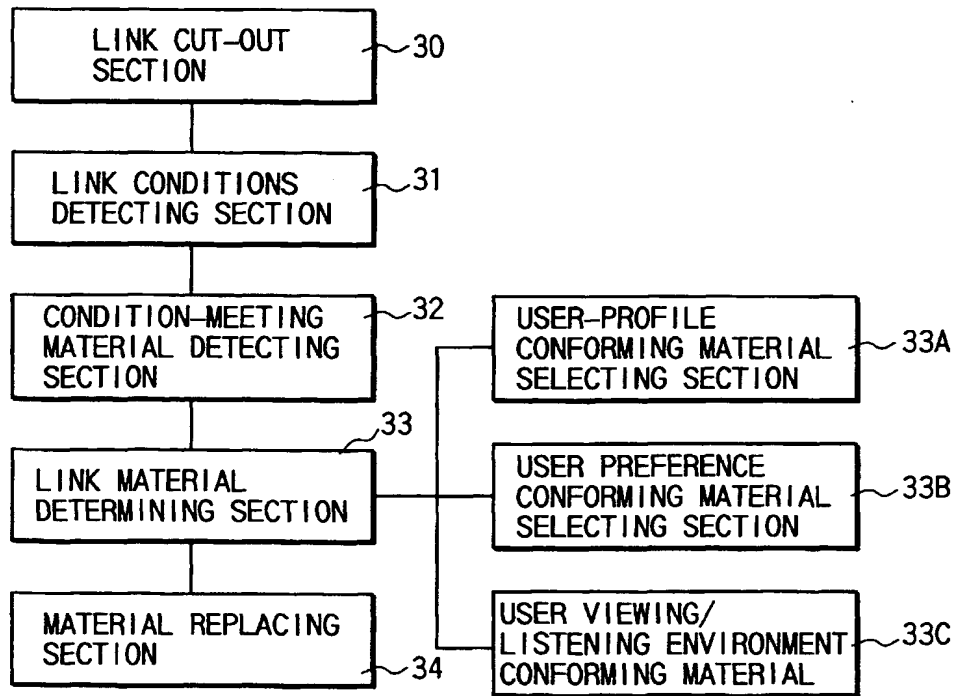 LINK CUT-OUT
SECTION
30
LINK CONDITIONS
DETECTING SECTION
31
CONDITION-MEETING
MATERIAL DETECTING
SECTION
32
LINK MATERIAL
DETERMINING SECTION
33
MATERIAL REPLACING
SECTION
34
USER-PROFILE
CONFORMING MATERIAL
SELECTING SECTION
33A
USER PREFERENCE
CONFORMING MATERIAL
SELECTING SECTION
33B
USER VIEWING/
LISTENING ENVIRONMENT
CONFORMING MATERIAL
33C